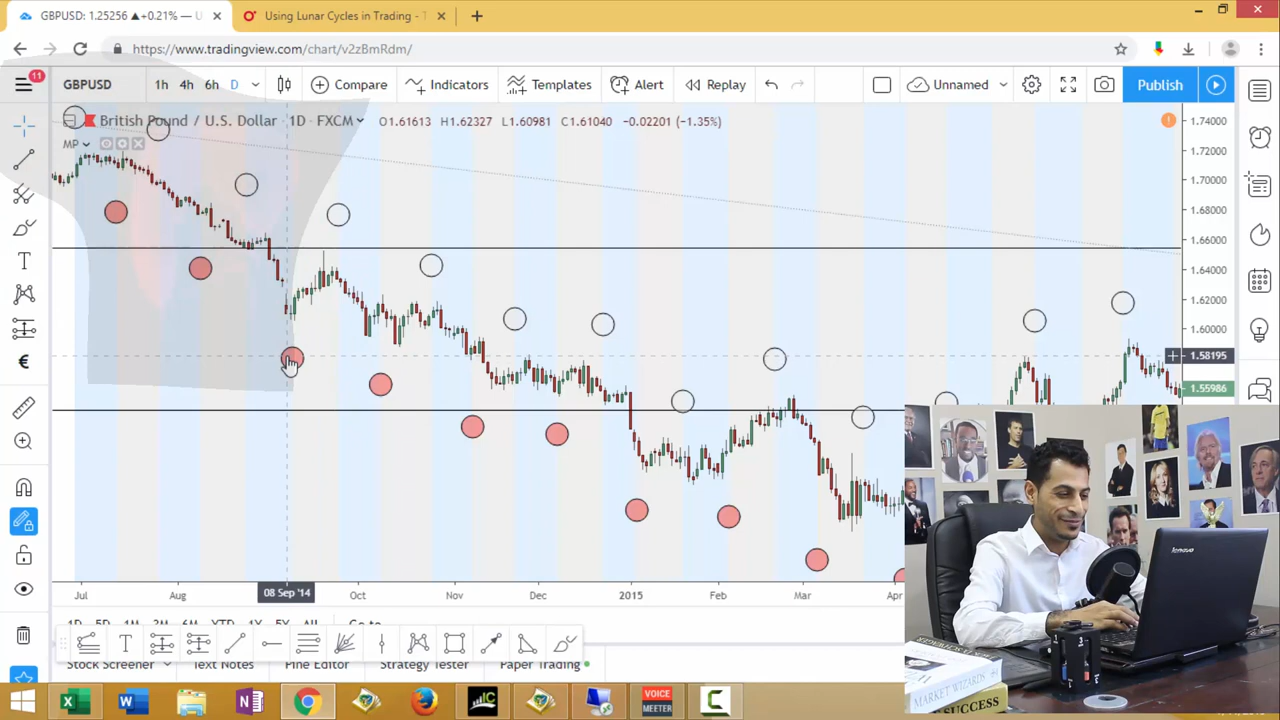 GBPUSD: 1.25256 ▲+0.21% — U
Using Lunar Cycles in Trading - T
https://www.tradingview.com/chart/v2zBmRdm/
11
GBPUSD
1h 4h 6h D
Compare
Indicators
Templates
Alert
Replay
Unnamed
Publish
British Pound / U.S. Dollar · 1D · FXCM
O1.61613 H1.62327 L1.60981 C1.61040 −0.02201 (−1.35%)
MP
1.74000
1.72000
1.70000
1.68000
1.66000
1.64000
1.62000
1.60000
1.58195
1.55986
Jul Aug 08 Sep '14 Oct Nov Dec 2015 Feb Mar Apr
1D 5D 1M 3M 6M YTD 1Y 5Y All Go to
Stock Screener Text Notes Pine Editor Strategy Tester Paper Trading
lenovo
MARKET WIZARDS
SUCCESS
VOICE
MEETER